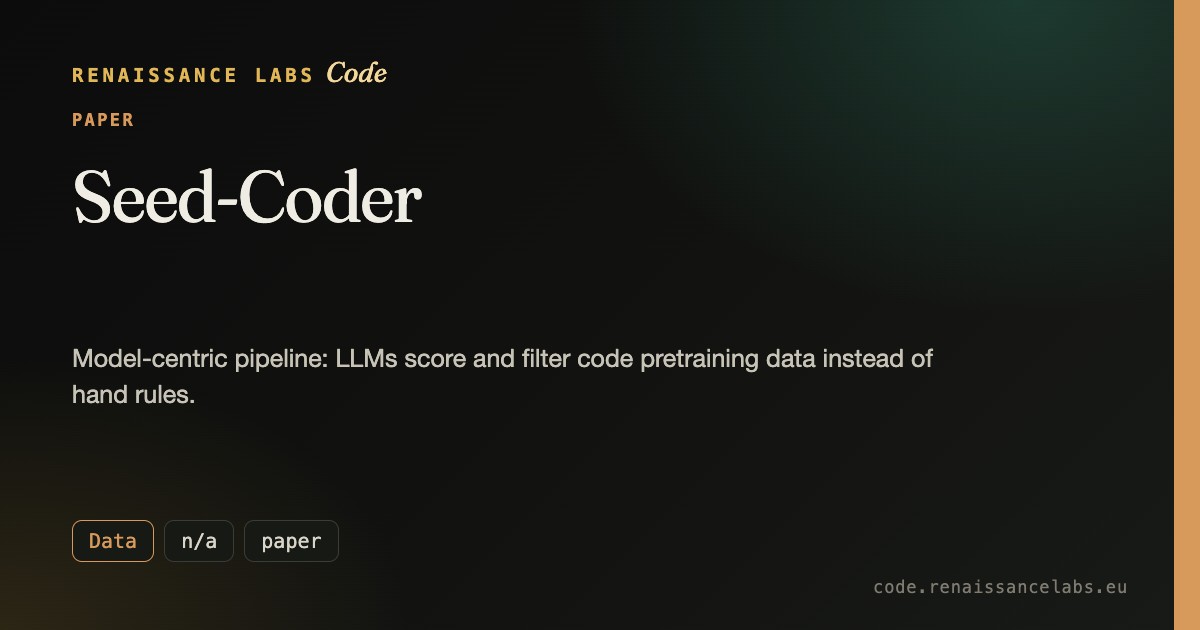 RENAISSANCE LABS Code
PAPER
Seed-Coder
Model-centric pipeline: LLMs score and filter code pretraining data instead of
hand rules.
Data n/a paper
code.renaissancelabs.eu